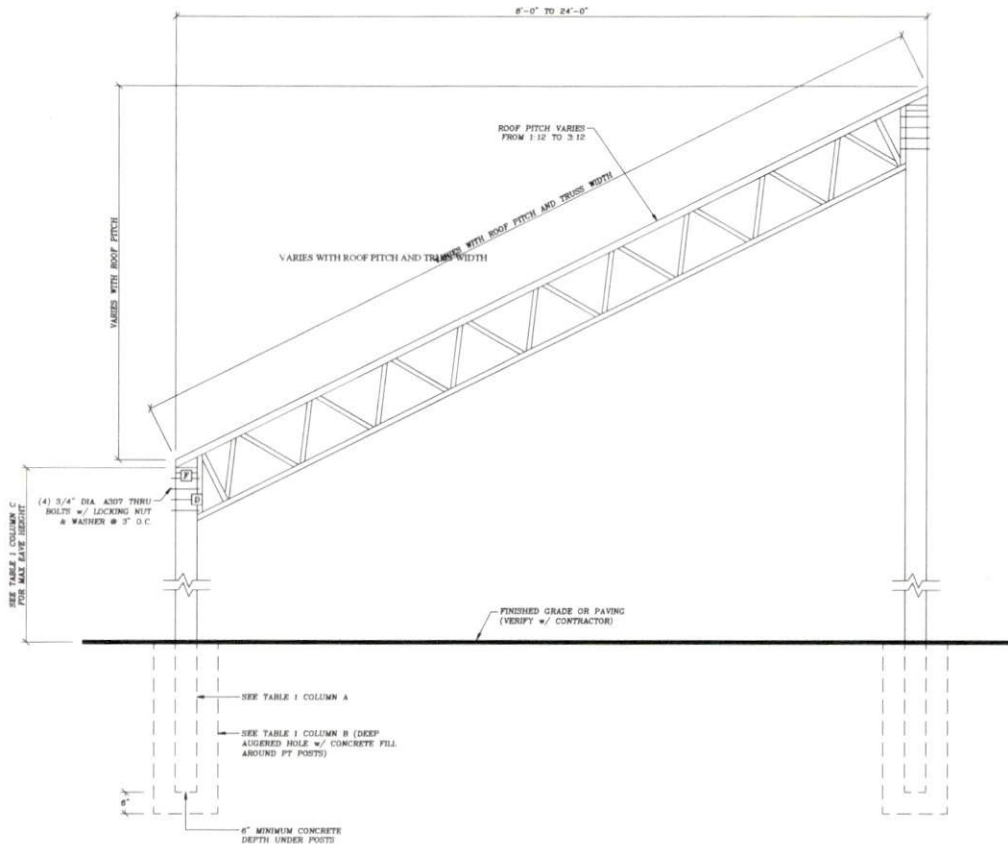 8'-0" TO 24'-0"
ROOF PITCH VARIES
FROM 1:12 TO 3:12
VARIES WITH ROOF PITCH AND TRUSS WIDTH
VARIES WITH ROOF PITCH AND TRUSS WIDTH
VARIES WITH ROOF PITCH
F
D
(4) 3/4" DIA. A307 THRU
BOLTS w/ LOCKING NUT
& WASHER @ 3" O.C.
SEE TABLE 1 COLUMN C
FOR MAX EAVE HEIGHT
FINISHED GRADE OR PAVING
(VERIFY w/ CONTRACTOR)
SEE TABLE 1 COLUMN A
SEE TABLE 1 COLUMN B (DEEP
AUGERED HOLE w/ CONCRETE FILL
AROUND PT POSTS)
6"
6" MINIMUM CONCRETE
DEPTH UNDER POSTS